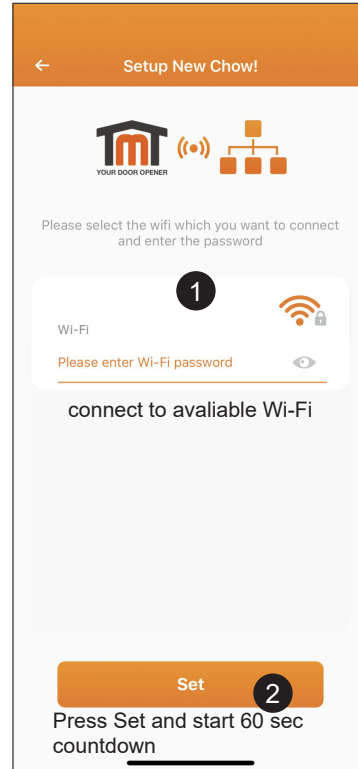 Setup New Chow!
TMT
YOUR DOOR OPENER
Please select the wifi which you want to connect
and enter the password
1
Wi-Fi
Please enter Wi-Fi password
connect to avaliable Wi-Fi
Set
2
Press Set and start 60 sec
countdown